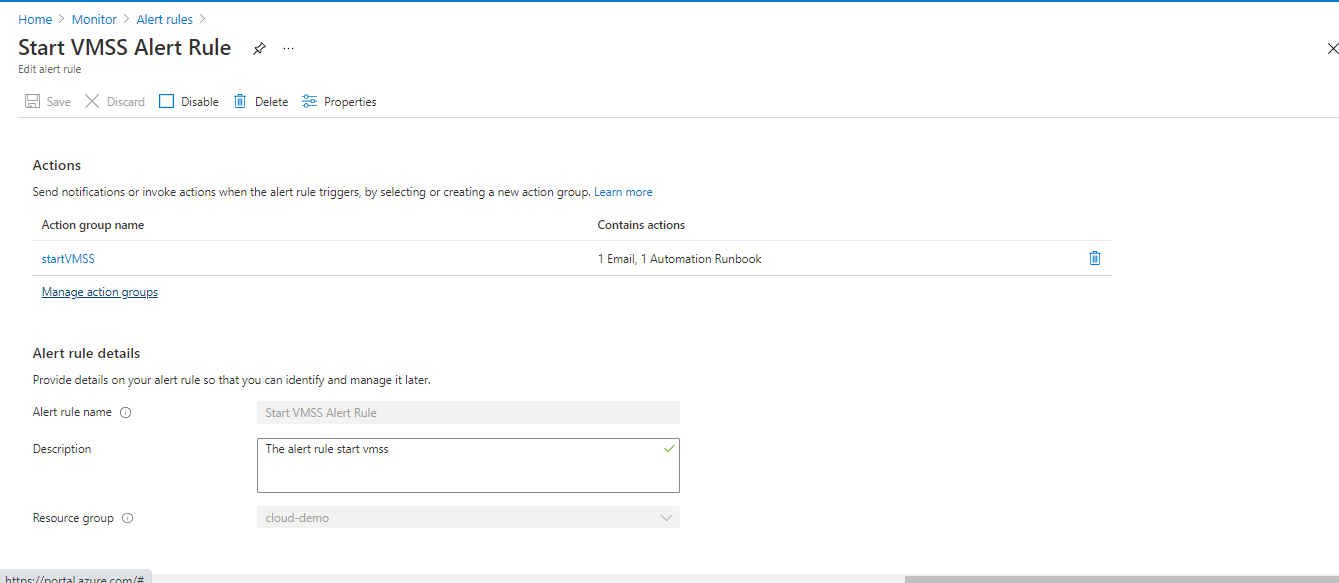 Home > Monitor > Alert rules >
Start VMSS Alert Rule ...
Edit alert rule
Save Discard Disable Delete Properties
Actions
Send notifications or invoke actions when the alert rule triggers, by selecting or creating a new action group. Learn more
Action group name Contains actions
startVMSS 1 Email, 1 Automation Runbook
Manage action groups
Alert rule details
Provide details on your alert rule so that you can identify and manage it later.
Alert rule name Start VMSS Alert Rule
Description The alert rule start vmss
Resource group cloud-demo
https://portal.azure.com/#